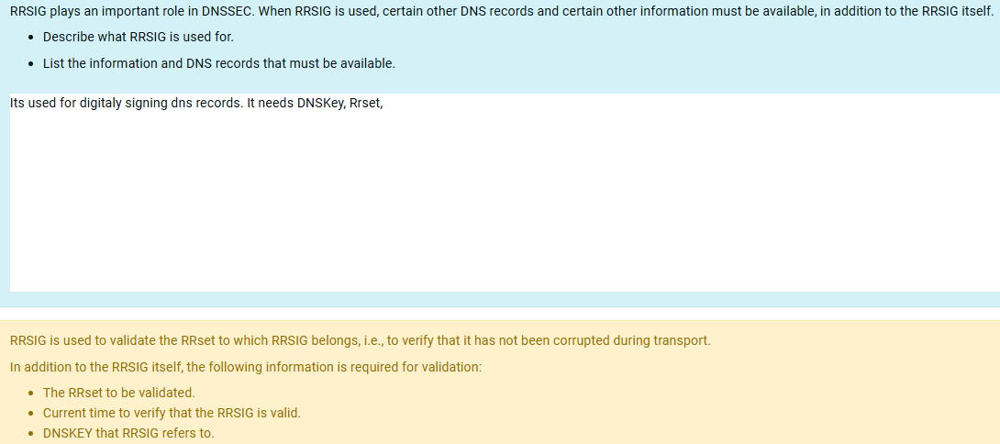 RRSIG plays an important role in DNSSEC. When RRSIG is used, certain other DNS records and certain other information must be available, in addition to the RRSIG itself.
• Describe what RRSIG is used for.
• List the information and DNS records that must be available.
Its used for digitaly signing dns records. It needs DNSKey, Rrset,
RRSIG is used to validate the RRset to which RRSIG belongs, i.e., to verify that it has not been corrupted during transport.
In addition to the RRSIG itself, the following information is required for validation:
• The RRset to be validated.
• Current time to verify that the RRSIG is valid.
• DNSKEY that RRSIG refers to.